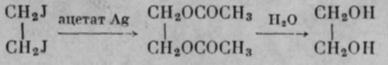 CH₂J ацетат Ag CH₂OCOCH₃ H₂O CH₂OH
CH₂J CH₂OCOCH₃ CH₂OH